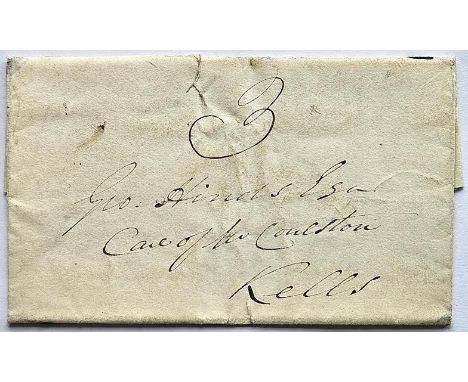 3
Geo. Hinds Esq
Care of Mr Coulston
Kells